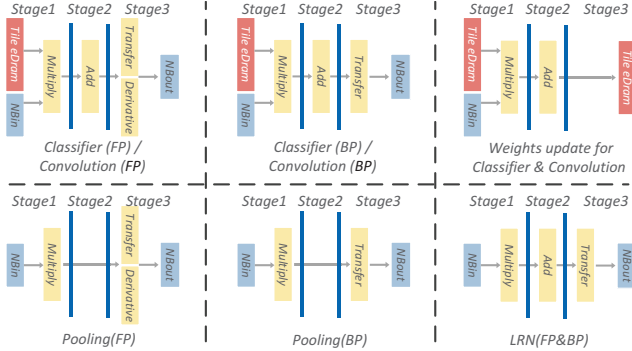 Stage1 Stage2 Stage3
Tile eDram
NBin
Multiply
Add
Transfer
Derivative
NBout
Classifier (FP) /
Convolution (FP)
Stage1 Stage2 Stage3
Tile eDram
NBin
Multiply
Add
Transfer
NBout
Classifier (BP) /
Convolution (BP)
Stage1 Stage2 Stage3
Tile eDram
NBin
Multiply
Add
Tile eDram
Weights update for
Classifier & Convolution
Stage1 Stage2 Stage3
NBin
Multiply
Transfer
Derivative
NBout
Pooling(FP)
Stage1 Stage2 Stage3
NBin
Multiply
Transfer
NBout
Pooling(BP)
Stage1 Stage2 Stage3
NBin
Multiply
Add
Transfer
NBout
LRN(FP&BP)